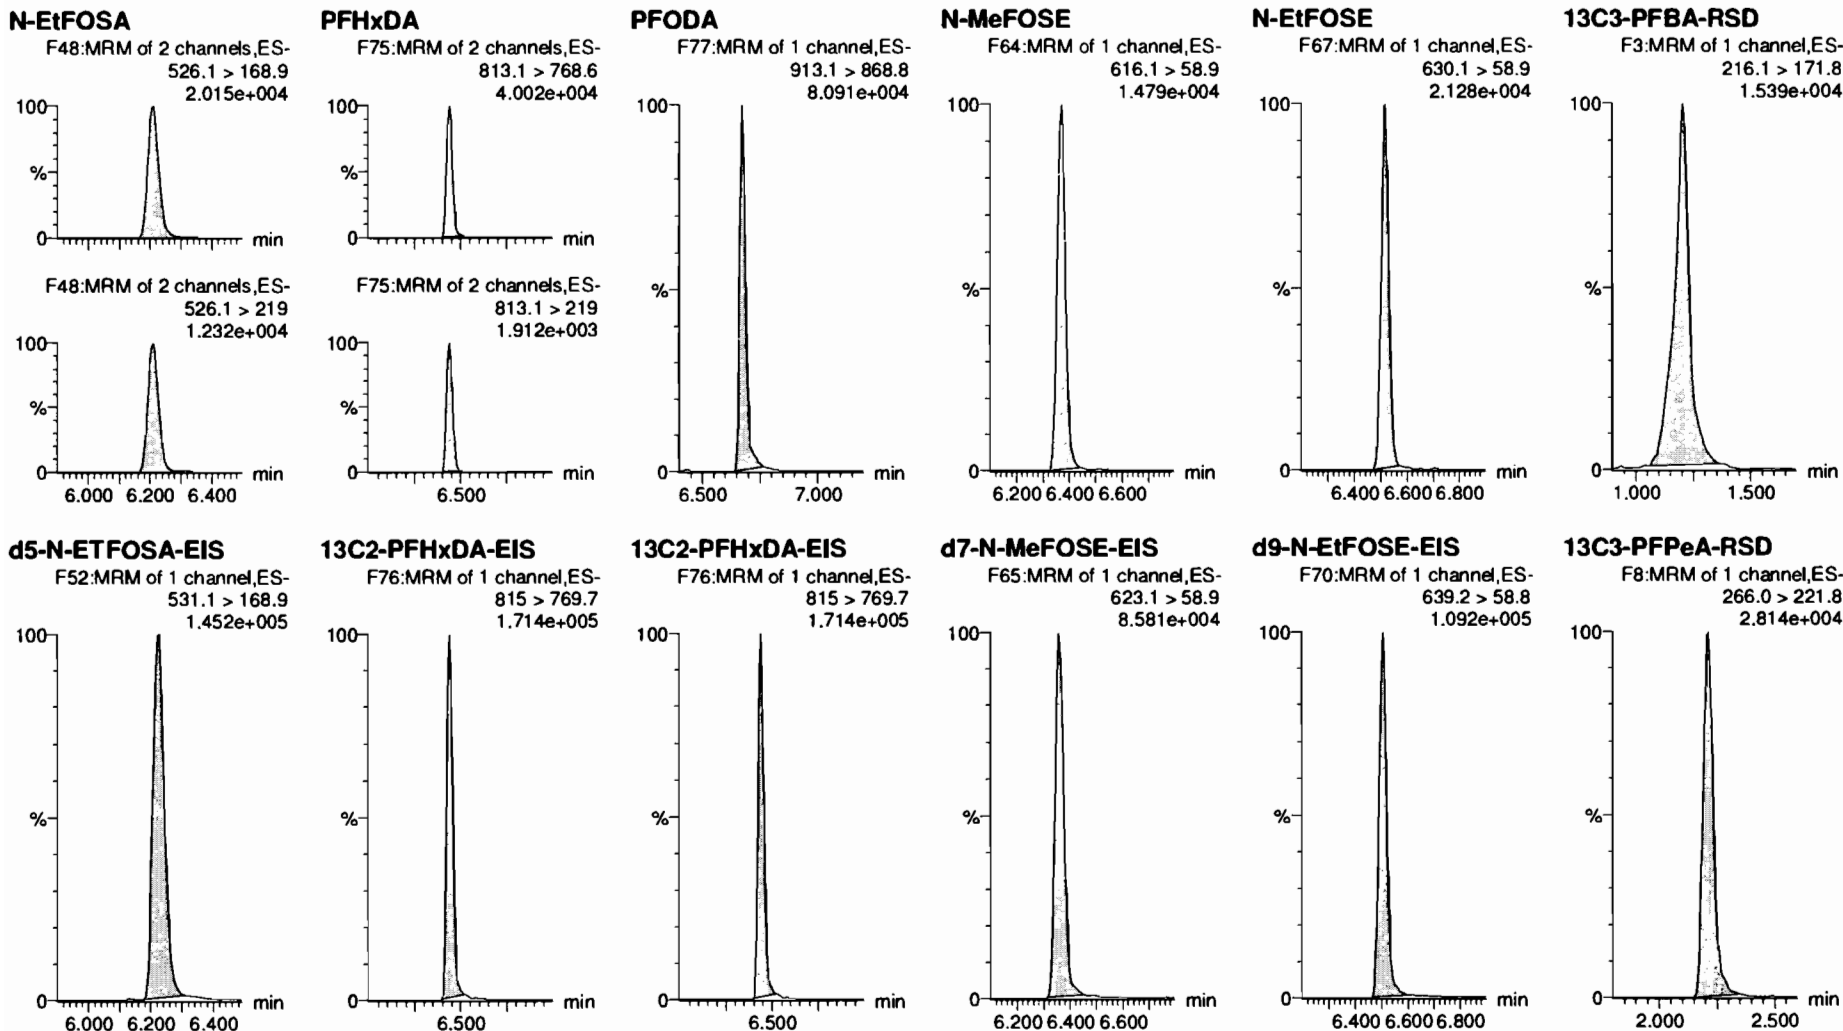 N-EtFOSA
F48:MRM of 2 channels,ES-
526.1 > 168.9
2.015e+004
100
%
0
min
F48:MRM of 2 channels,ES-
526.1 > 219
1.232e+004
100
%
0
min
6.000 6.200 6.400
PFHxDA
F75:MRM of 2 channels,ES-
813.1 > 768.6
4.002e+004
100
%
0
min
F75:MRM of 2 channels,ES-
813.1 > 219
1.912e+003
100
%
0
min
6.500
PFODA
F77:MRM of 1 channel,ES-
913.1 > 868.8
8.091e+004
100
%
0
min
6.500 7.000
N-MeFOSE
F64:MRM of 1 channel,ES-
616.1 > 58.9
1.479e+004
100
%
0
min
6.200 6.400 6.600
N-EtFOSE
F67:MRM of 1 channel,ES-
630.1 > 58.9
2.128e+004
100
%
0
min
6.400 6.600 6.800
13C3-PFBA-RSD
F3:MRM of 1 channel,ES-
216.1 > 171.8
1.539e+004
100
%
0
min
1.000 1.500
d5-N-ETFOSA-EIS
F52:MRM of 1 channel,ES-
531.1 > 168.9
1.452e+005
100
%
0
min
6.000 6.200 6.400
13C2-PFHxDA-EIS
F76:MRM of 1 channel,ES-
815 > 769.7
1.714e+005
100
%
0
min
6.500
13C2-PFHxDA-EIS
F76:MRM of 1 channel,ES-
815 > 769.7
1.714e+005
100
%
0
min
6.500
d7-N-MeFOSE-EIS
F65:MRM of 1 channel,ES-
623.1 > 58.9
8.581e+004
100
%
0
min
6.200 6.400 6.600
d9-N-EtFOSE-EIS
F70:MRM of 1 channel,ES-
639.2 > 58.8
1.092e+005
100
%
0
min
6.400 6.600 6.800
13C3-PFPeA-RSD
F8:MRM of 1 channel,ES-
266.0 > 221.8
2.814e+004
100
%
0
min
2.000 2.500